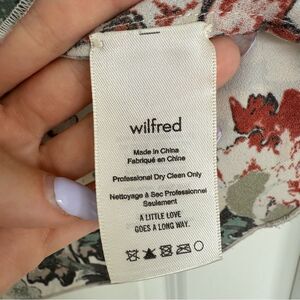 wilfred
Made in China
Fabriqué en Chine
Professional Dry Clean Only
Nettoyage à Sec Professionnel
Seulement
A LITTLE LOVE
GOES A LONG WAY.